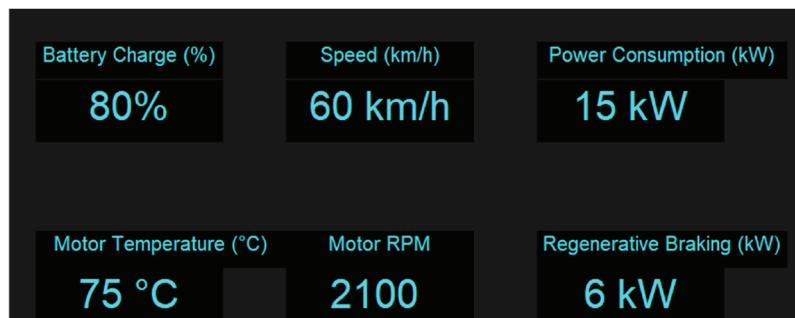 Battery Charge (%)
Speed (km/h)
Power Consumption (kW)
80%
60 km/h
15 kW
Motor Temperature (°C)
Motor RPM
Regenerative Braking (kW)
75 °C
2100
6 kW